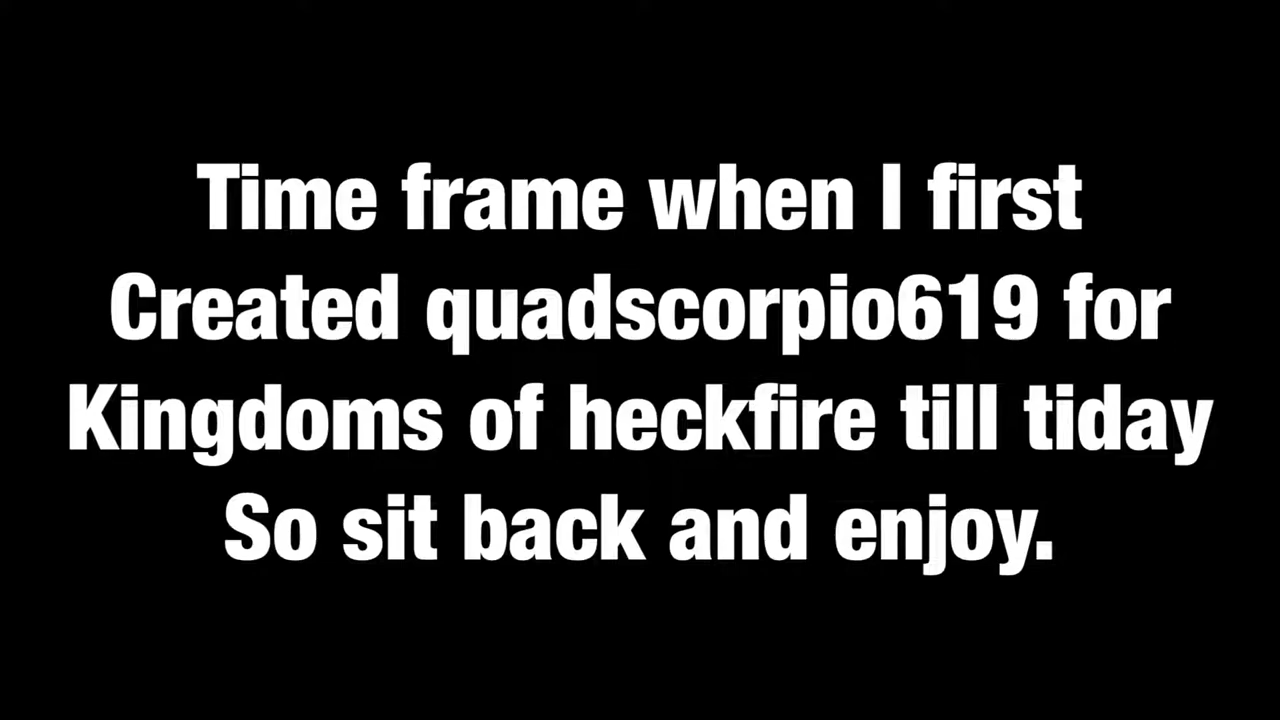 Time frame when I first
Created quadscorpio619 for
Kingdoms of heckfire till tiday
So sit back and enjoy.